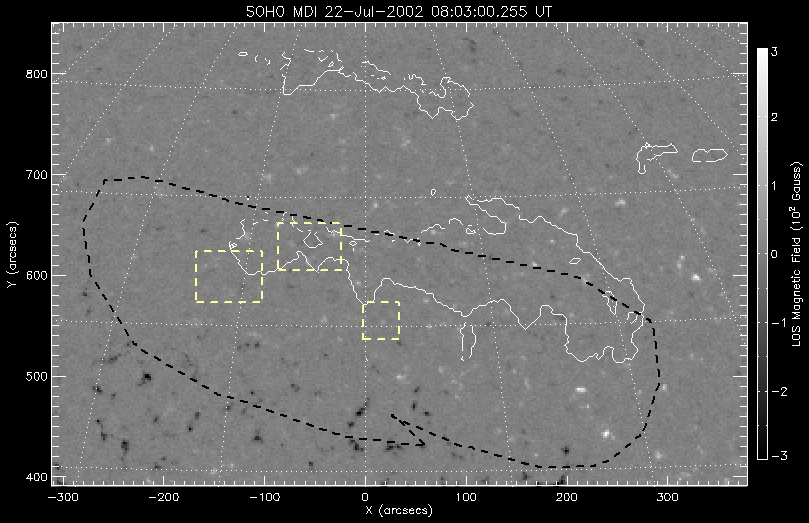 SOHO MDI 22-Jul-2002 08:03:00.255 UT
800
700
600
500
400
Y (arcsecs)
-300 -200 -100 0 100 200 300
X (arcsecs)
3
2
1
0
-1
-2
-3
LOS Magnetic Field (10² Gauss)